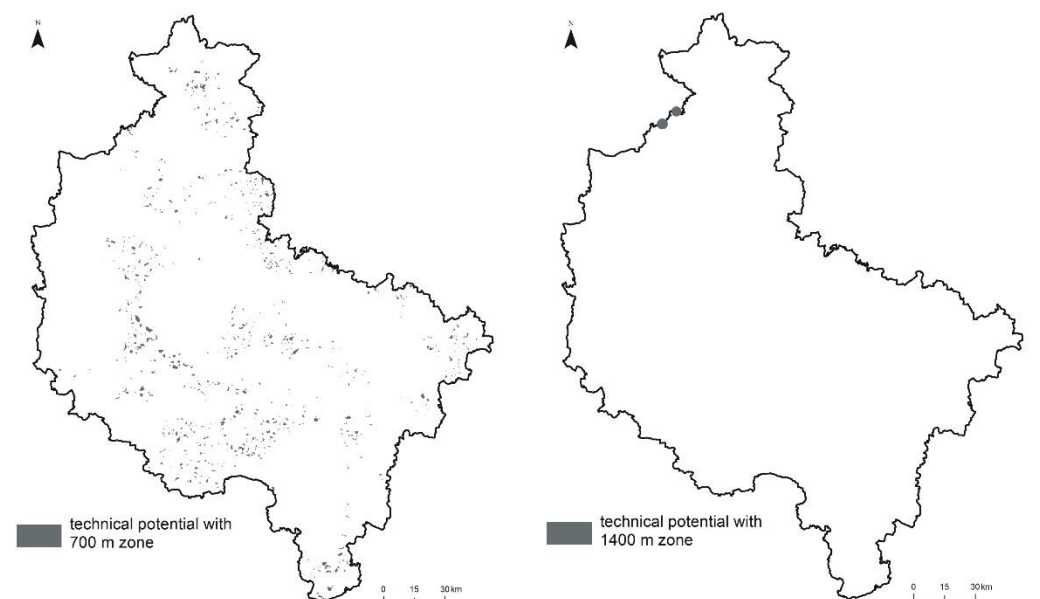 N
technical potential with
700 m zone
0 15 30 km
N
technical potential with
1400 m zone
0 15 30 km